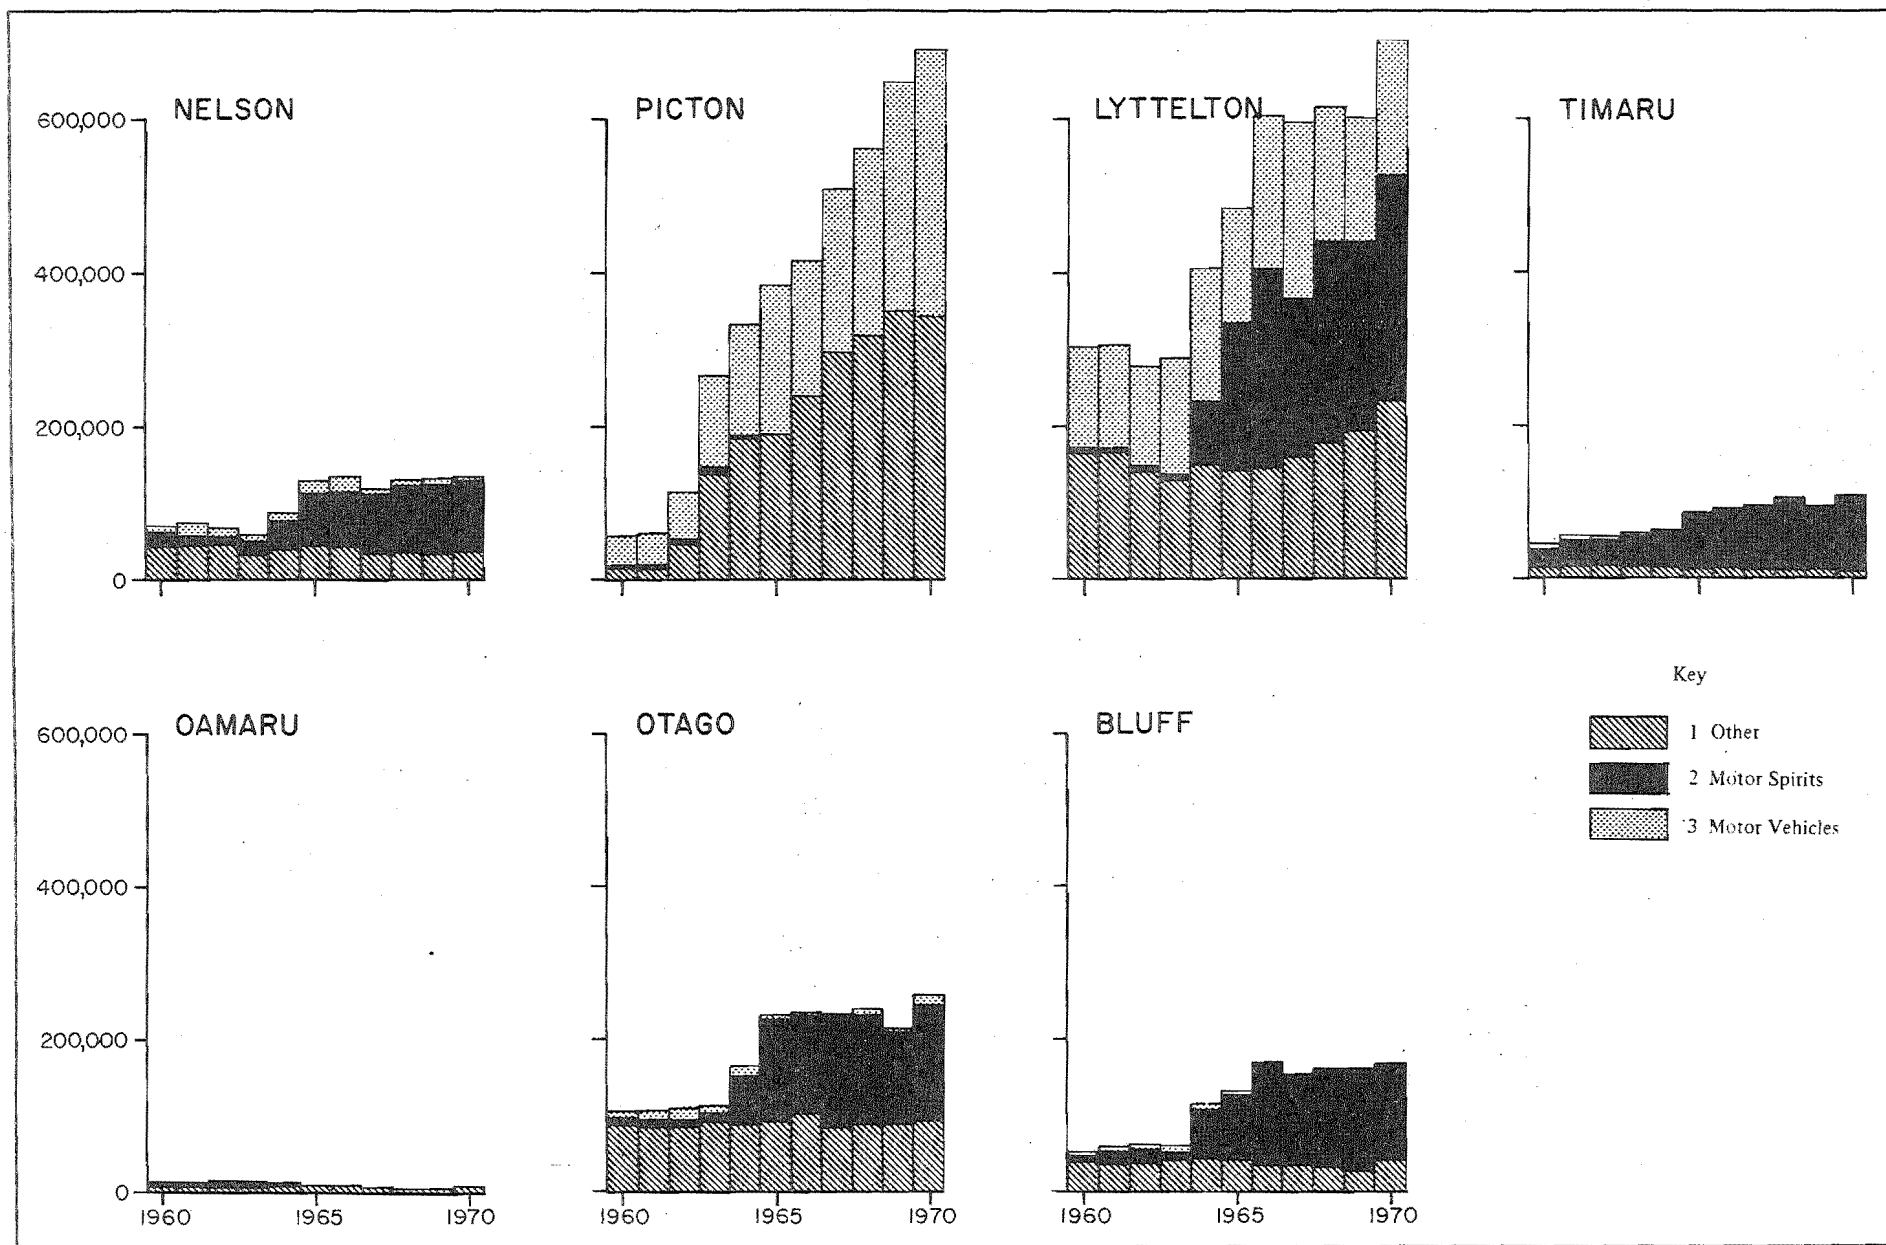 NELSON
PICTON
LYTTELTON
TIMARU
600,000
400,000
200,000
0
OAMARU
OTAGO
BLUFF
600,000
400,000
200,000
0
1960 1965 1970
1960 1965 1970
1960 1965 1970
Key
1 Other
2 Motor Spirits
3 Motor Vehicles